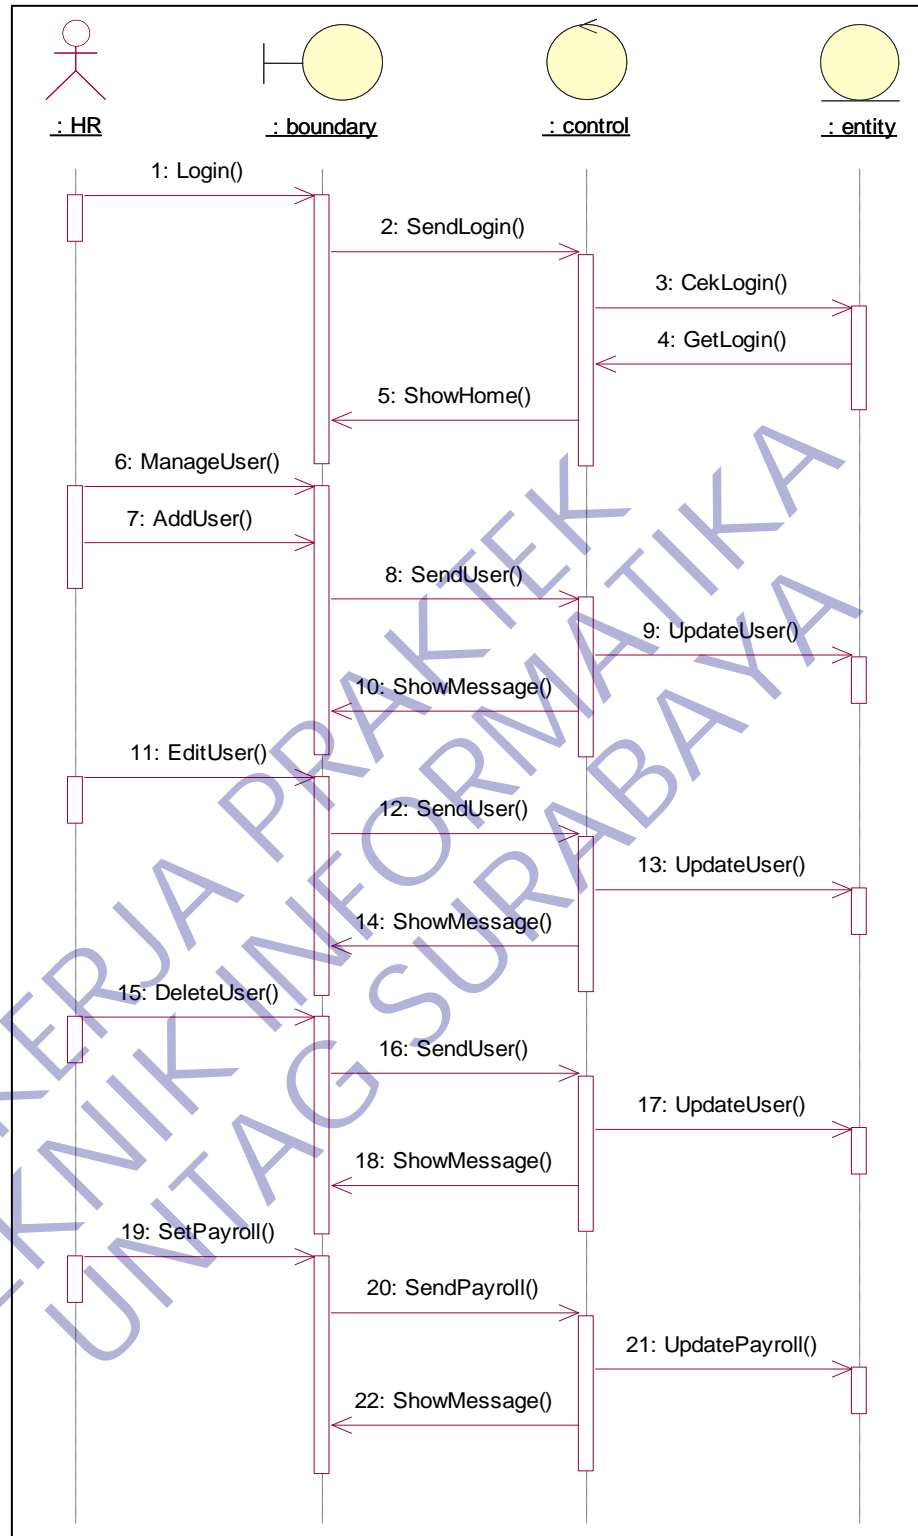 : HR
: boundary
: control
: entity
1: Login()
2: SendLogin()
3: CekLogin()
4: GetLogin()
5: ShowHome()
6: ManageUser()
7: AddUser()
8: SendUser()
9: UpdateUser()
10: ShowMessage()
11: EditUser()
12: SendUser()
13: UpdateUser()
14: ShowMessage()
15: DeleteUser()
16: SendUser()
17: UpdateUser()
18: ShowMessage()
19: SetPayroll()
20: SendPayroll()
21: UpdatePayroll()
22: ShowMessage()
KERJA PRAKTEK
EKNIK INFORMATIKA
UNTAG SURABAYA